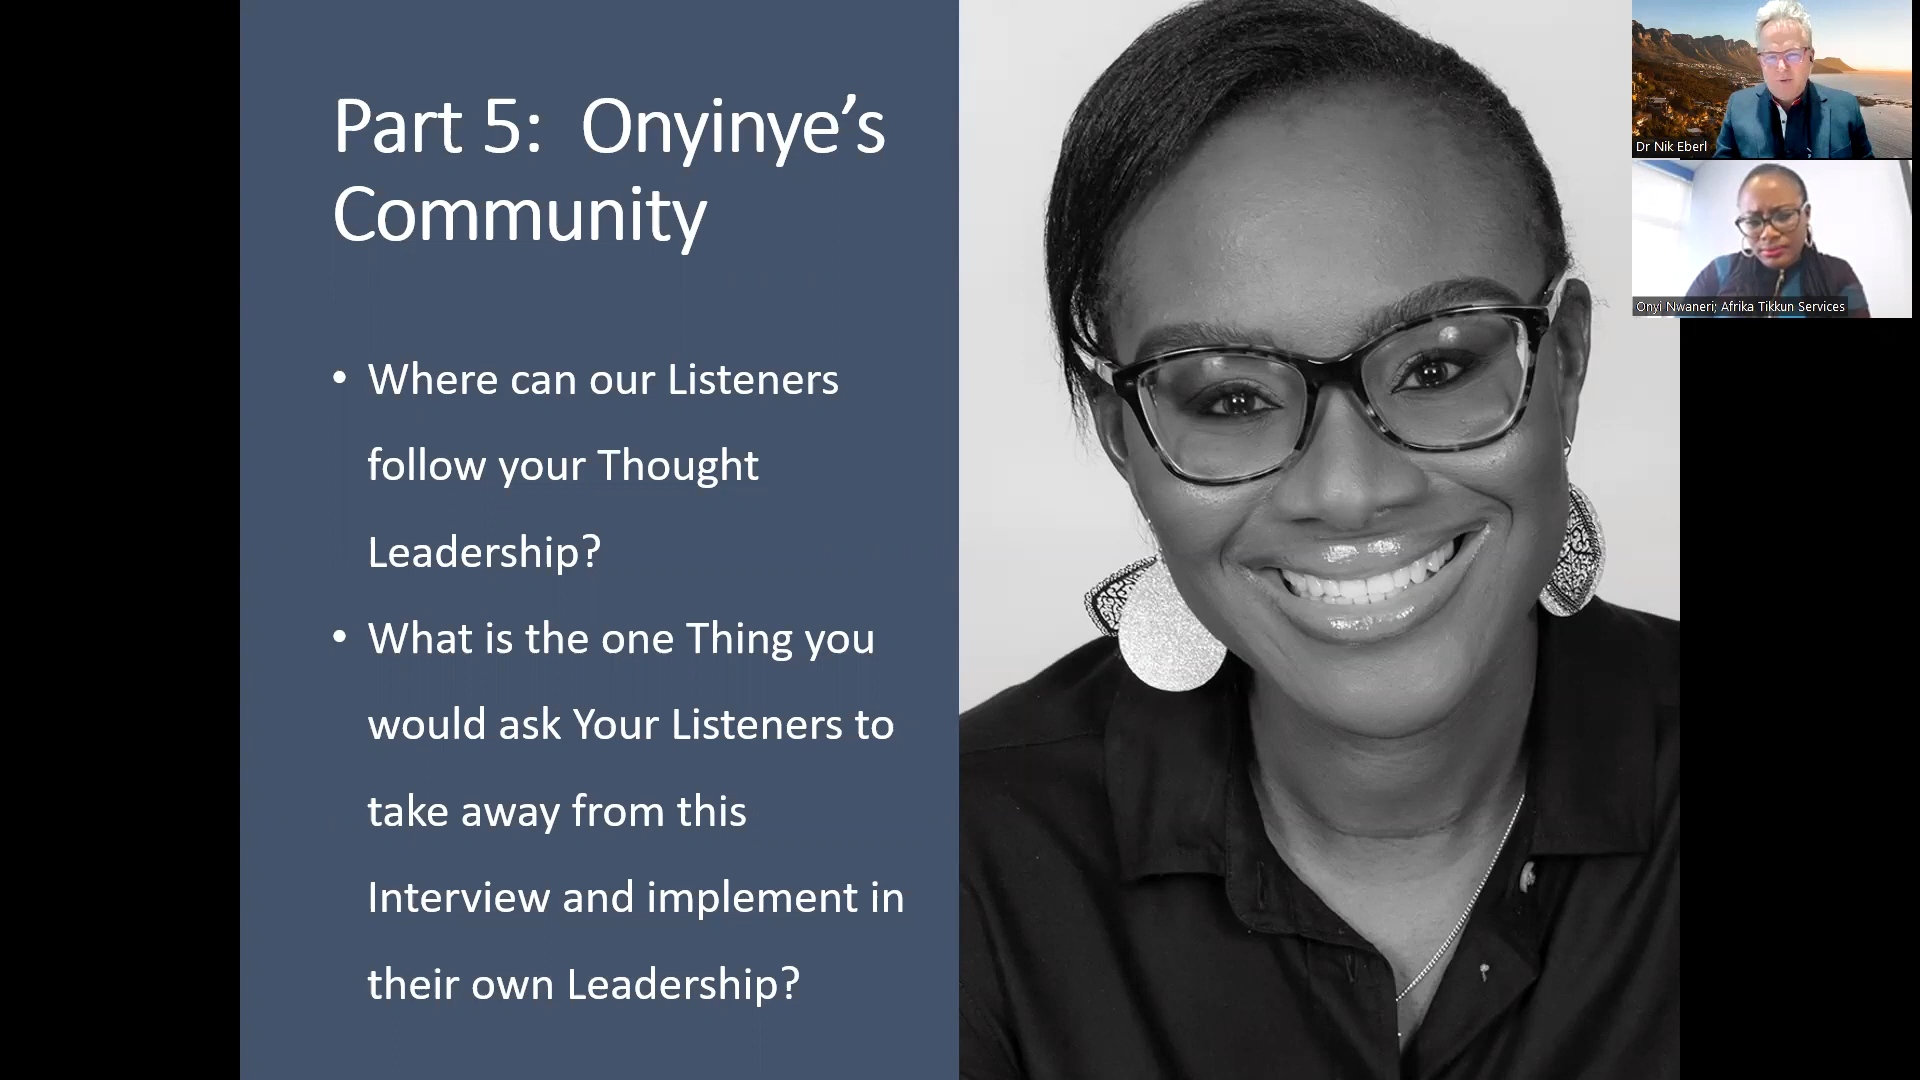 Part 5:  Onyinye’s
Community
• Where can our Listeners
follow your Thought
Leadership?
• What is the one Thing you
would ask Your Listeners to
take away from this
Interview and implement in
their own Leadership?
Dr Nik Eberl
Onyi Nwaneri; Afrika Tikkun Services